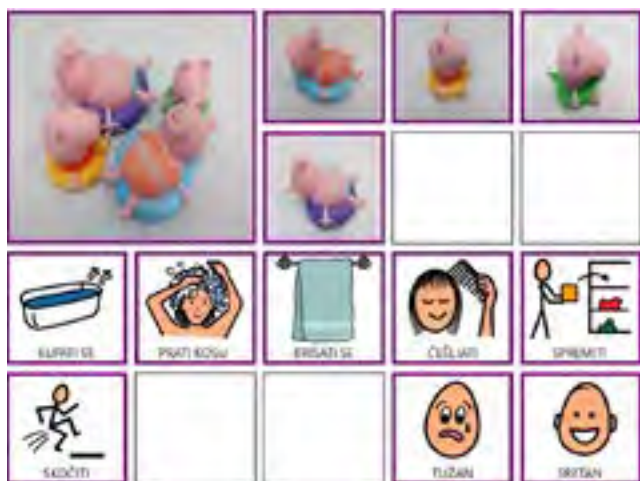 KUPATI SE
PRATI KOSU
BRISATI SE
ČEŠLJATI
SPREMITI
SKOČITI
TUŽAN
SRETAN